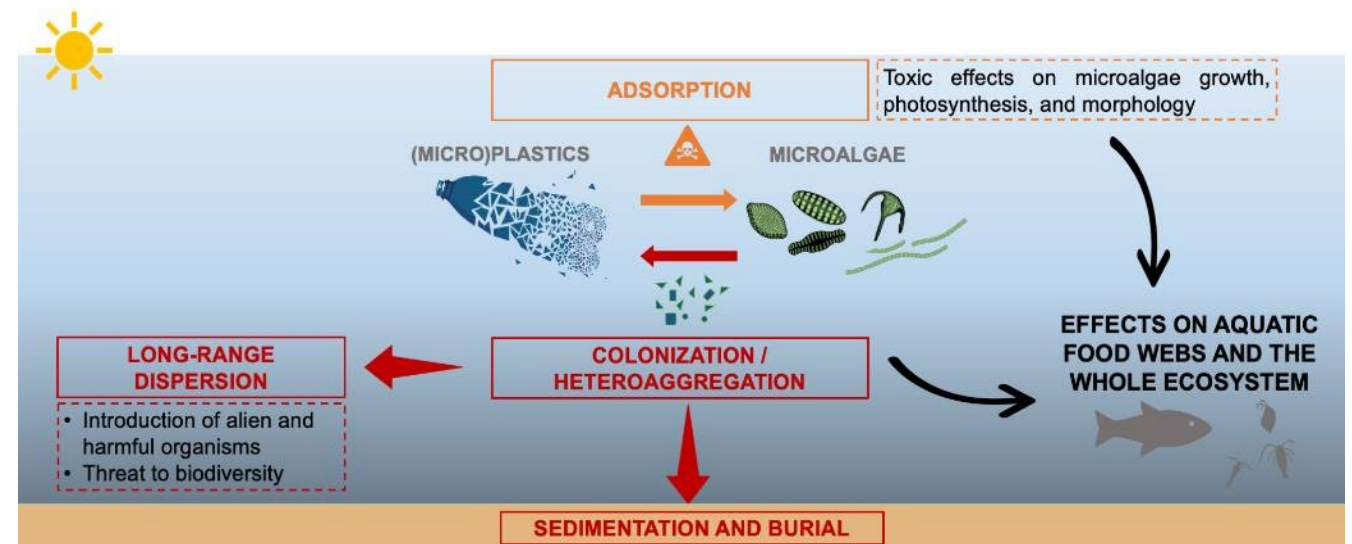 ADSORPTION
Toxic effects on microalgae growth,
photosynthesis, and morphology
(MICRO)PLASTICS
MICROALGAE
LONG-RANGE
DISPERSION
• Introduction of alien and
harmful organisms
• Threat to biodiversity
COLONIZATION /
HETEROAGGREGATION
EFFECTS ON AQUATIC
FOOD WEBS AND THE
WHOLE ECOSYSTEM
SEDIMENTATION AND BURIAL